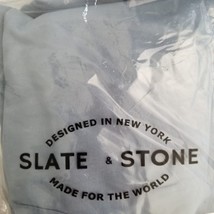 DESIGNED IN NEW YORK
SLATE & STONE
MADE FOR THE WORLD